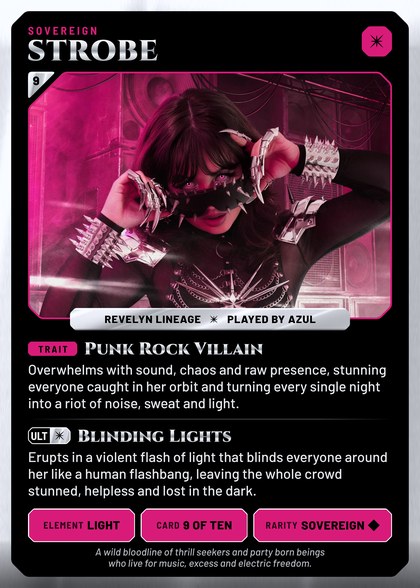 SOVEREIGN
STROBE
9
REVELYN LINEAGE PLAYED BY AZUL
TRAIT PUNK ROCK VILLAIN
Overwhelms with sound, chaos and raw presence, stunning
everyone caught in her orbit and turning every single night
into a riot of noise, sweat and light.
ULT BLINDING LIGHTS
Erupts in a violent flash of light that blinds everyone around
her like a human flashbang, leaving the whole crowd
stunned, helpless and lost in the dark.
ELEMENT LIGHT CARD 9 OF TEN RARITY SOVEREIGN
A wild bloodline of thrill seekers and party born beings
who live for music, excess and electric freedom.